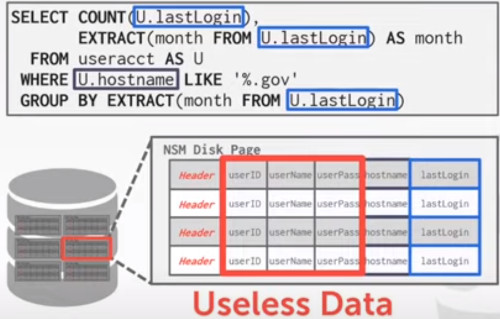 SELECT COUNT(U.lastLogin),
EXTRACT(month FROM U.lastLogin) AS month
FROM useracct AS U
WHERE U.hostname LIKE '%.gov'
GROUP BY EXTRACT(month FROM U.lastLogin)
NSM Disk Page
Header userID userName userPass hostname lastLogin
Header userID userName userPass hostname lastLogin
Header userID userName userPass hostname lastLogin
Header userID userName userPass hostname lastLogin
Useless Data